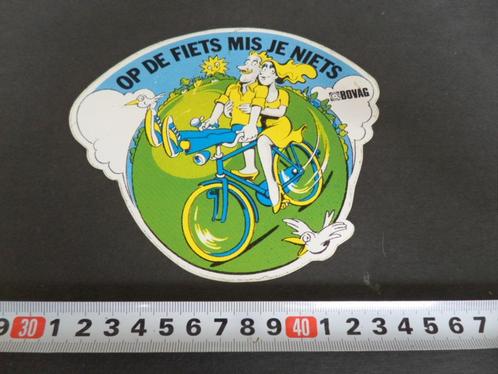 OP DE FIETS MIS JE NIETS
BOVAG
9 30 1 2 3 4 5 6 7 8 9 40 1 2 3 4 5 6 7